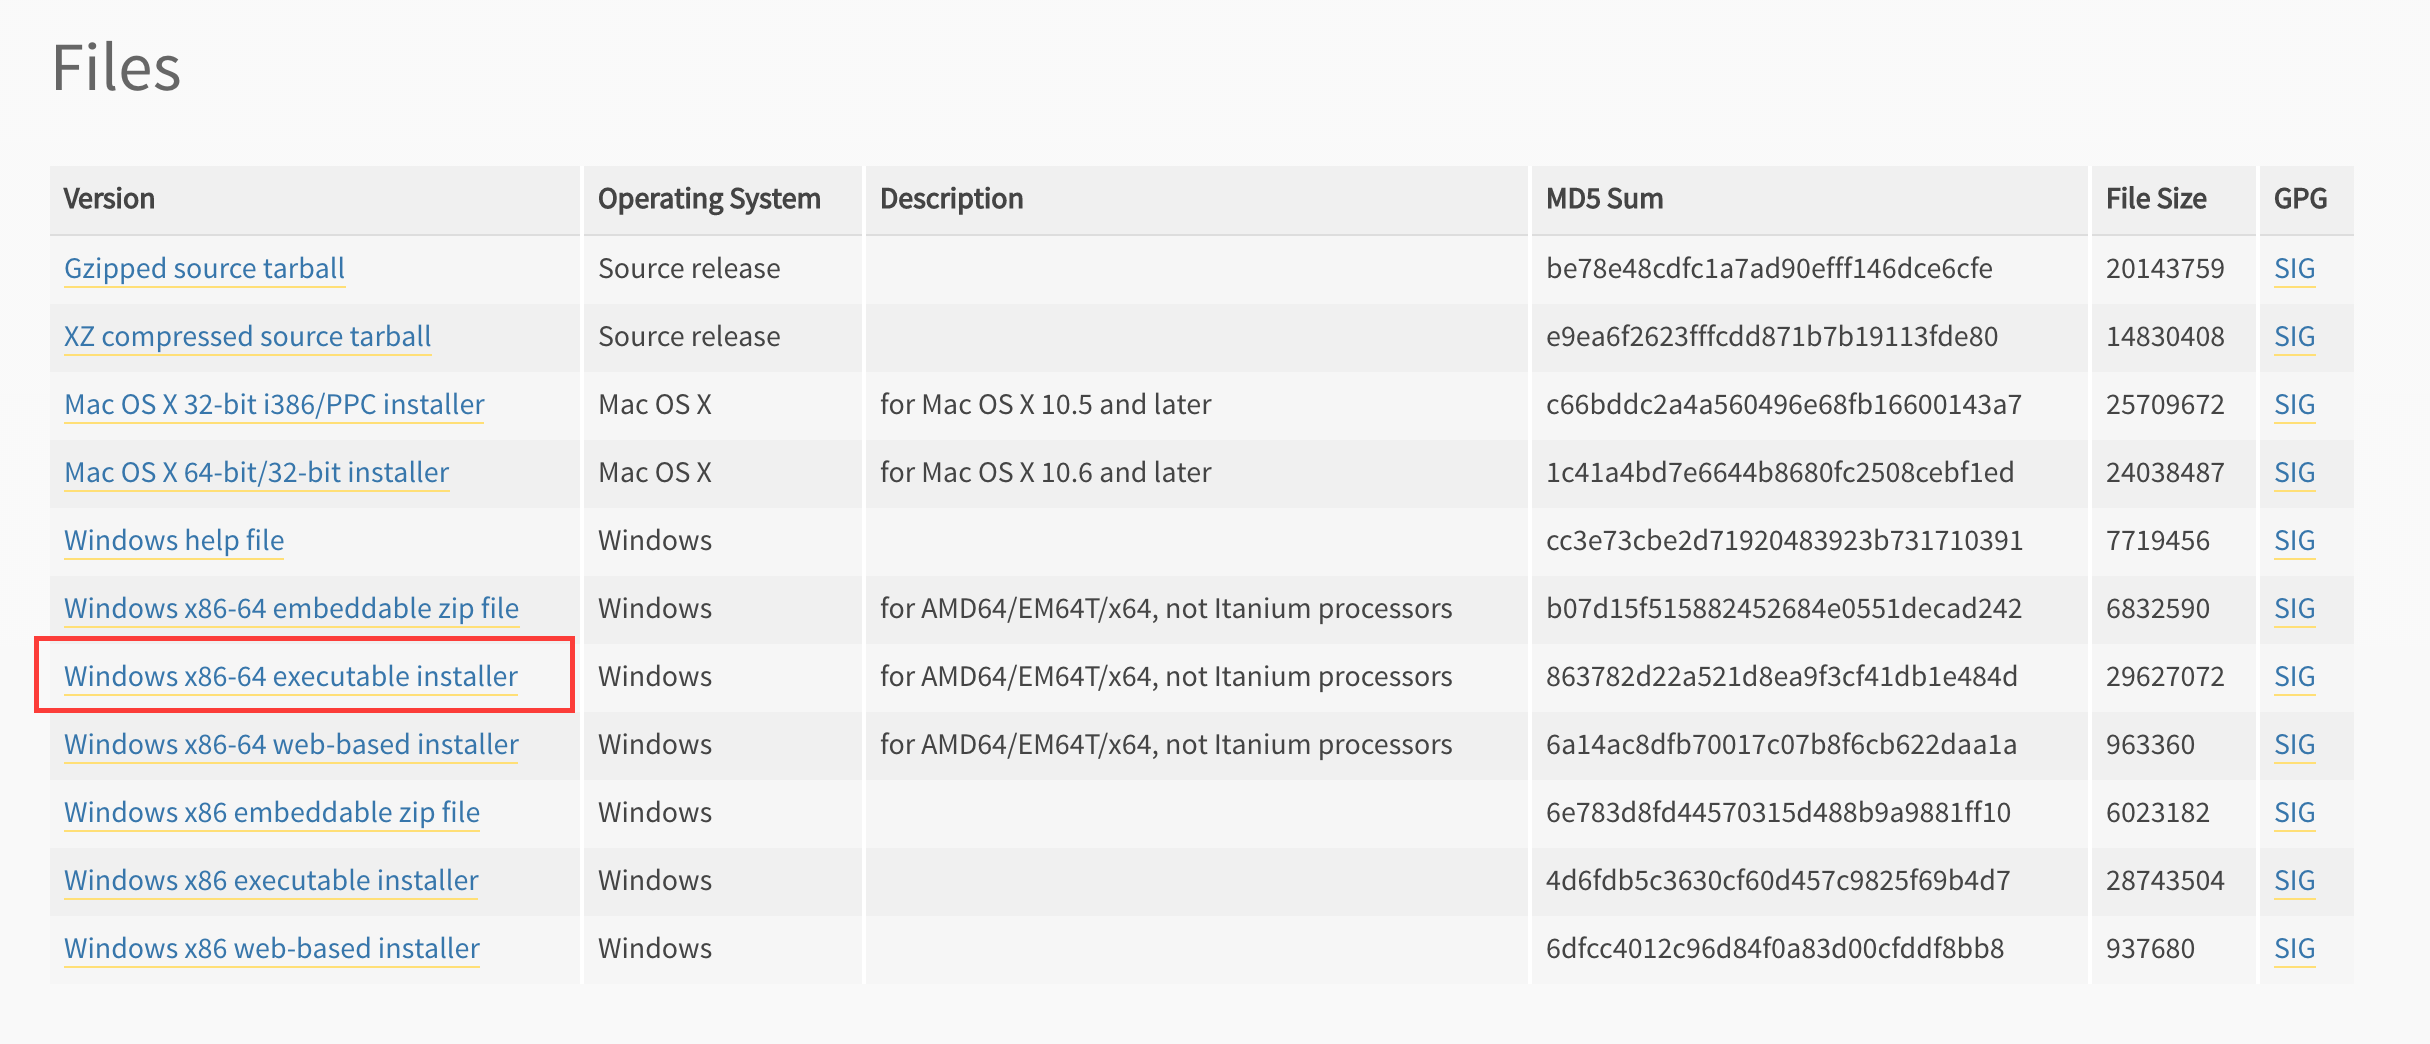 Files
Version Operating System Description MD5 Sum File Size GPG
Gzipped source tarball Source release be78e48cdfc1a7ad90efff146dce6cfe 20143759 SIG
XZ compressed source tarball Source release e9ea6f2623fffcdd871b7b19113fde80 14830408 SIG
Mac OS X 32-bit i386/PPC installer Mac OS X for Mac OS X 10.5 and later c66bddc2a4a560496e68fb16600143a7 25709672 SIG
Mac OS X 64-bit/32-bit installer Mac OS X for Mac OS X 10.6 and later 1c41a4bd7e6644b8680fc2508cebf1ed 24038487 SIG
Windows help file Windows cc3e73cbe2d71920483923b731710391 7719456 SIG
Windows x86-64 embeddable zip file Windows for AMD64/EM64T/x64, not Itanium processors b07d15f515882452684e0551decad242 6832590 SIG
Windows x86-64 executable installer Windows for AMD64/EM64T/x64, not Itanium processors 863782d22a521d8ea9f3cf41db1e484d 29627072 SIG
Windows x86-64 web-based installer Windows for AMD64/EM64T/x64, not Itanium processors 6a14ac8dfb70017c07b8f6cb622daa1a 963360 SIG
Windows x86 embeddable zip file Windows 6e783d8fd44570315d488b9a9881ff10 6023182 SIG
Windows x86 executable installer Windows 4d6fdb5c3630cf60d457c9825f69b4d7 28743504 SIG
Windows x86 web-based installer Windows 6dfcc4012c96d84f0a83d00cfddf8bb8 937680 SIG